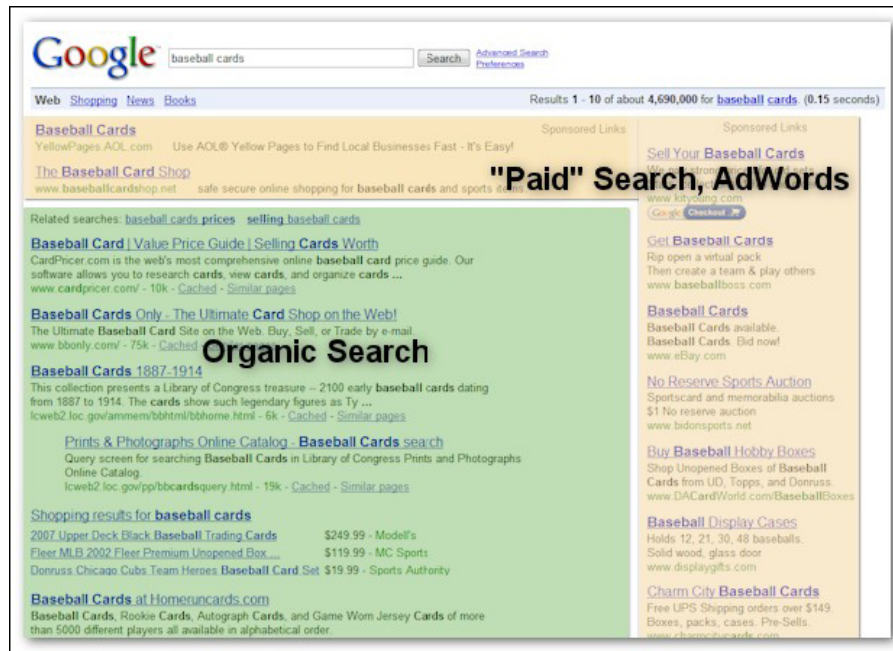 Google
baseball cards
Search
Advanced Search
Preferences
Web Shopping News Books
Results 1 - 10 of about 4,690,000 for baseball cards. (0.15 seconds)
Baseball Cards
Sponsored Links
YellowPages.AOL.com Use AOL® Yellow Pages to Find Local Businesses Fast - It's Easy!
The Baseball Card Shop
www.baseballcardshop.net safe secure online shopping for baseball cards and sports items
"Paid" Search, AdWords
Related searches: baseball cards prices selling baseball cards
Baseball Card | Value Price Guide | Selling Cards Worth
CardPricer.com is the web's most comprehensive online baseball card price guide. Our
software allows you to research cards, view cards, and organize cards ...
www.cardpricer.com/ - 10k - Cached - Similar pages
Baseball Cards Only - The Ultimate Card Shop on the Web!
The Ultimate Baseball Card Site on the Web. Buy, Sell, or Trade by e-mail.
www.bbonly.com/ - 75k - Cached
Organic Search
Baseball Cards 1887-1914
This collection presents a Library of Congress treasure -- 2100 early baseball cards dating
from 1887 to 1914. The cards show such legendary figures as Ty ...
lcweb2.loc.gov/ammem/bbhtml/bbhome.html - 6k - Cached - Similar pages
Prints & Photographs Online Catalog - Baseball Cards search
Query screen for searching Baseball Cards in Library of Congress Prints and Photographs
Online Catalog.
lcweb2.loc.gov/pp/bbcardsquery.html - 19k - Cached - Similar pages
Shopping results for baseball cards
2007 Upper Deck Black Baseball Trading Cards $249.99 - Modell's
Fleer MLB 2002 Fleer Premium Unopened Box ... $119.99 - MC Sports
Donruss Chicago Cubs Team Heroes Baseball Card Set $19.99 - Sports Authority
Baseball Cards at Homeruncards.com
Baseball Cards, Rookie Cards, Autograph Cards, and Game Worn Jersey Cards of more
than 5000 different players all available in alphabetical order.
Sponsored Links
Sell Your Baseball Cards
www.kityoung.com
Google Checkout
Get Baseball Cards
Rip open a virtual pack
Then create a team & play others
www.baseballboss.com
Baseball Cards
Baseball Cards available.
Baseball Cards. Bid now!
www.eBay.com
No Reserve Sports Auction
Sportscard and memorabilia auctions
$1 No reserve auction
www.bidonsports.net
Buy Baseball Hobby Boxes
Shop Unopened Boxes of Baseball
Cards from UD, Topps, and Donruss.
www.DACardWorld.com/BaseballBoxes
Baseball Display Cases
Holds 12, 21, 30, 48 baseballs.
Solid wood, glass door
www.displaygifts.com
Charm City Baseball Cards
Free UPS Shipping orders over $149.
Boxes, packs, cases. Pre-Sells.
www.charmcitycards.com